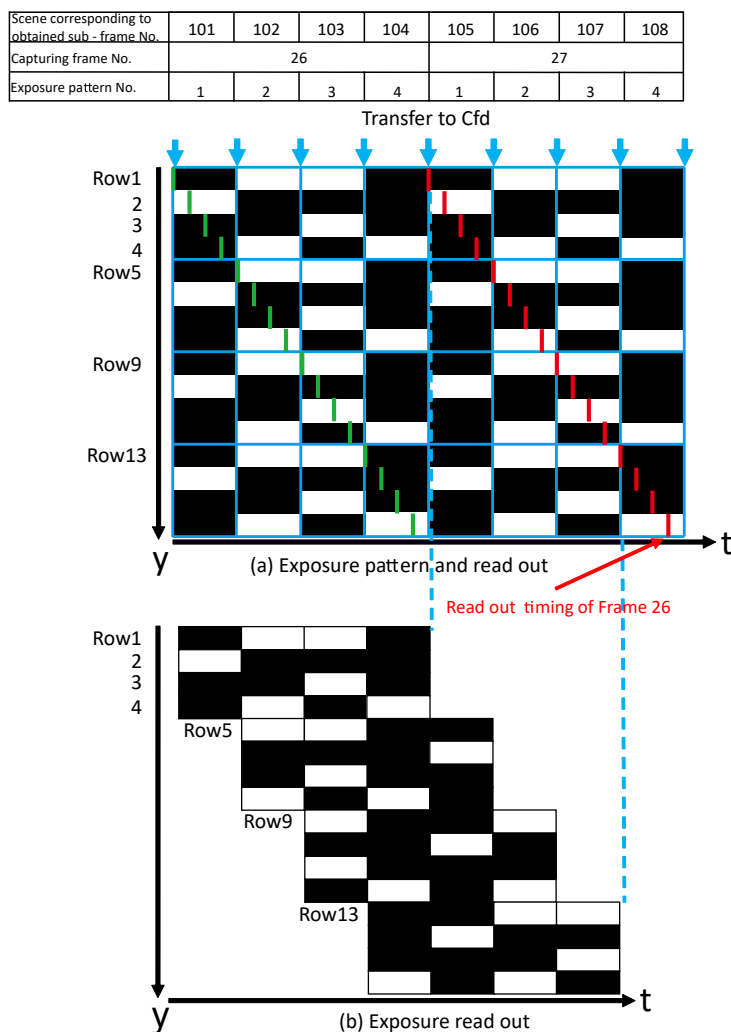 Scene corresponding to
obtained sub - frame No.
101 102 103 104 105 106 107 108
Capturing frame No.
26 27
Exposure pattern No.
1 2 3 4 1 2 3 4
Transfer to Cfd
Row1
2
3
4
Row5
Row9
Row13
y
t
(a) Exposure pattern and read out
Read out timing of Frame 26
Row1
2
3
4
Row5
Row9
Row13
y
t
(b) Exposure read out